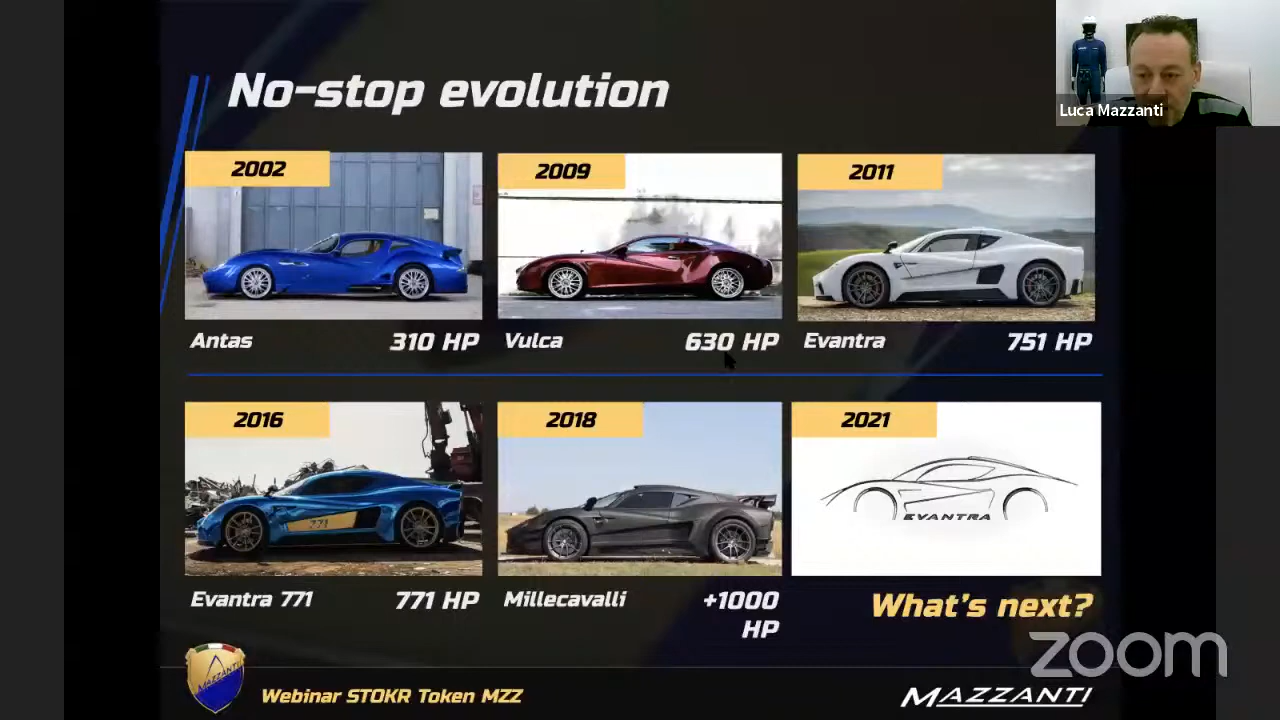 Luca Mazzanti
No-stop evolution
2002
2009
2011
Antas
310 HP
Vulca
630 HP
Evantra
751 HP
2016
2018
2021
771
EVANTRA
Evantra 771
771 HP
Millecavalli
+1000
HP
What's next?
zoom
MAZZANTI
Webinar STOKR Token MZZ
MAZZANTI